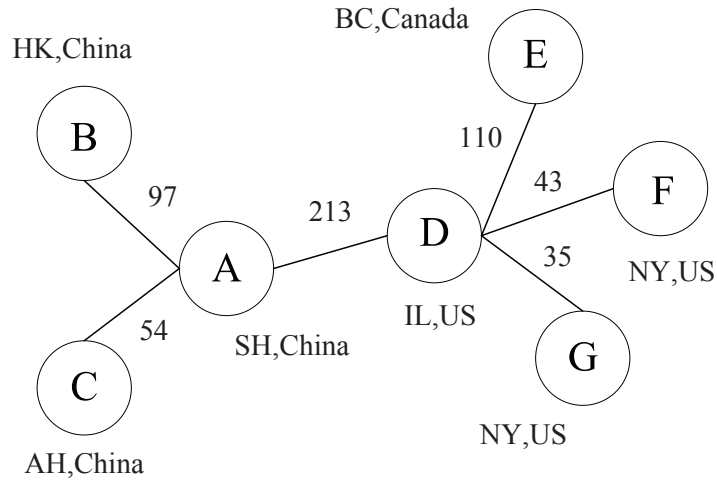 BC,Canada
E
HK,China
B
110
43
F
97
213
D
35
A
NY,US
IL,US
54
SH,China
G
C
NY,US
AH,China